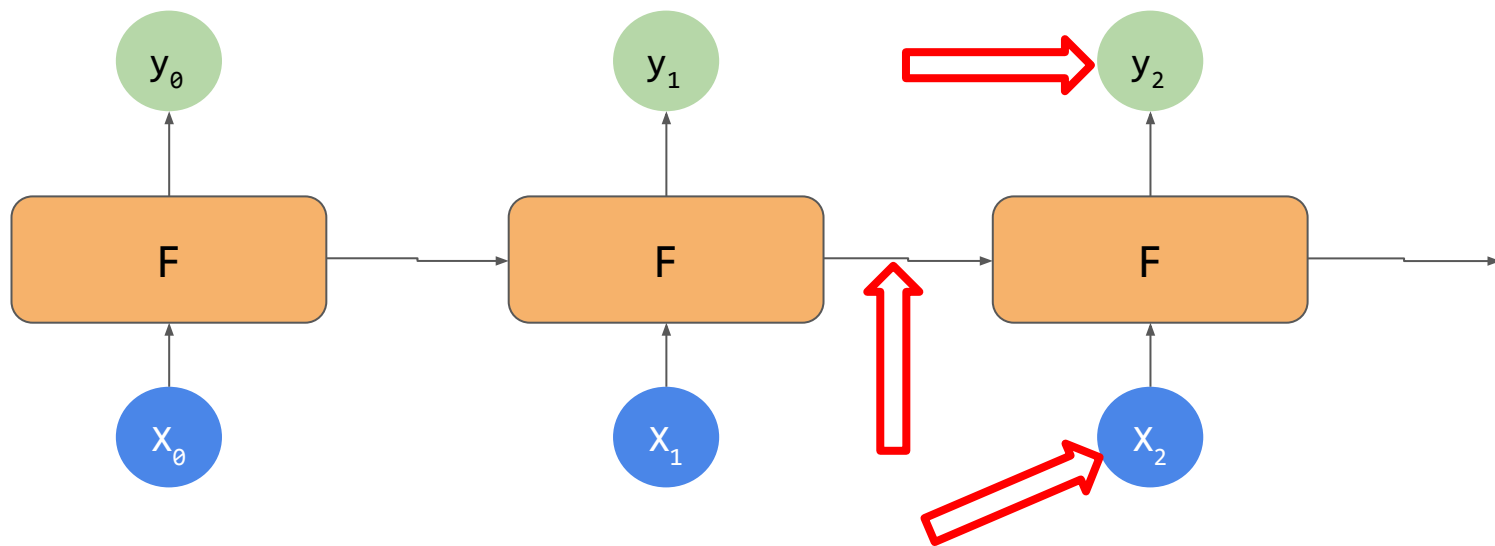 y₀ y₁ y₂
F F F
X₀ X₁ X₂